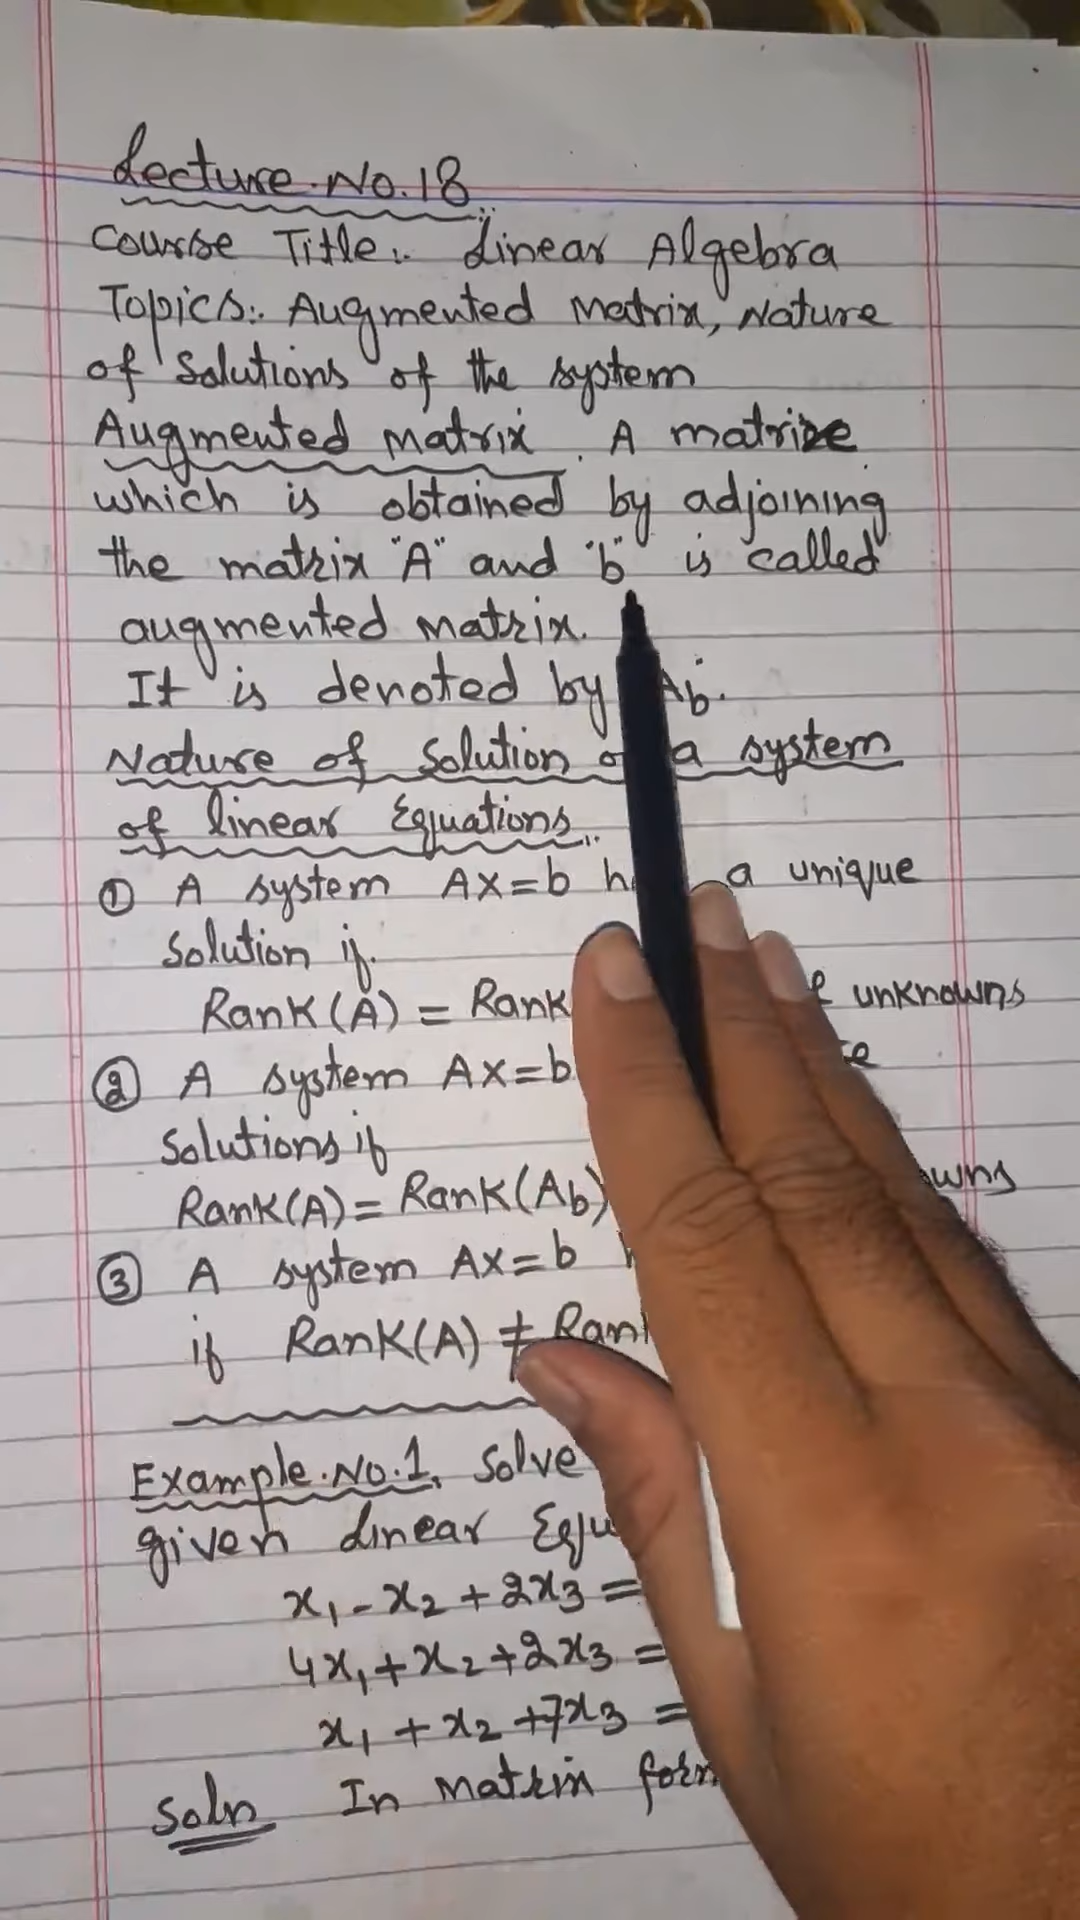 Lecture No.18
Course Title:. Linear Algebra
Topics:. Augmented Matrix, Nature
of Solutions of the system
Augmented Matrix. A matrix
which is obtained by adjoining
the matrix "A" and "b" is called
augmented matrix.
It is denoted by Ab.
Nature of Solution a system
of linear Equations..
① A system AX=b a unique
Solution if.
Rank(A) = Rank unknowns
② A system AX=b
Solutions if
Rank(A) = Rank(Ab)
③ A system AX=b
if Rank(A) ≠
Example.No.1. Solve
given Linear
x₁ - x₂ + 2x₃ =
4x₁ + x₂ + 2x₃ =
x₁ + x₂ + 7x₃ =
Soln In Matrix form